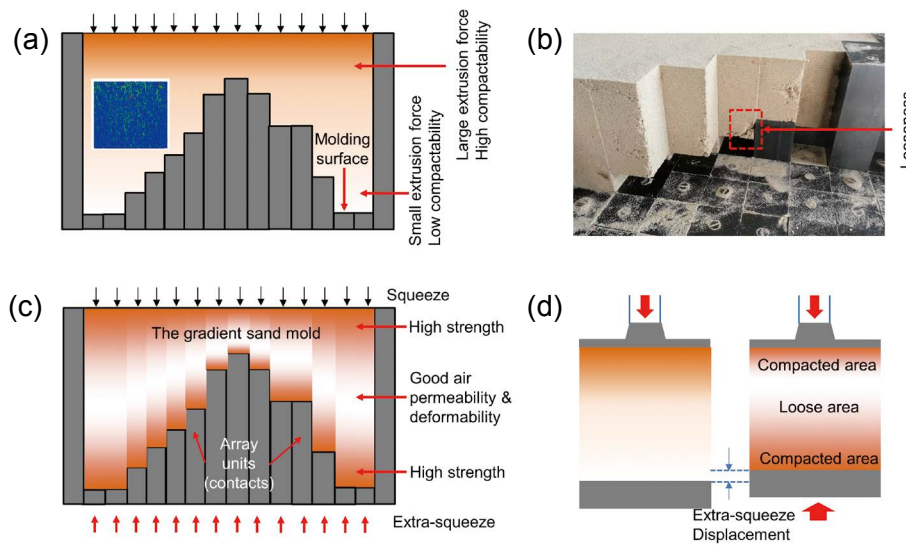 (a)
Large extrusion force
High compactability
Molding
surface
Small extrusion force
Low compactability
(b)
(c)
Squeeze
The gradient sand mold
High strength
Good air
permeability &
deformability
Array
units
(contacts)
High strength
Extra-squeeze
(d)
Compacted area
Loose area
Compacted area
Extra-squeeze
Displacement